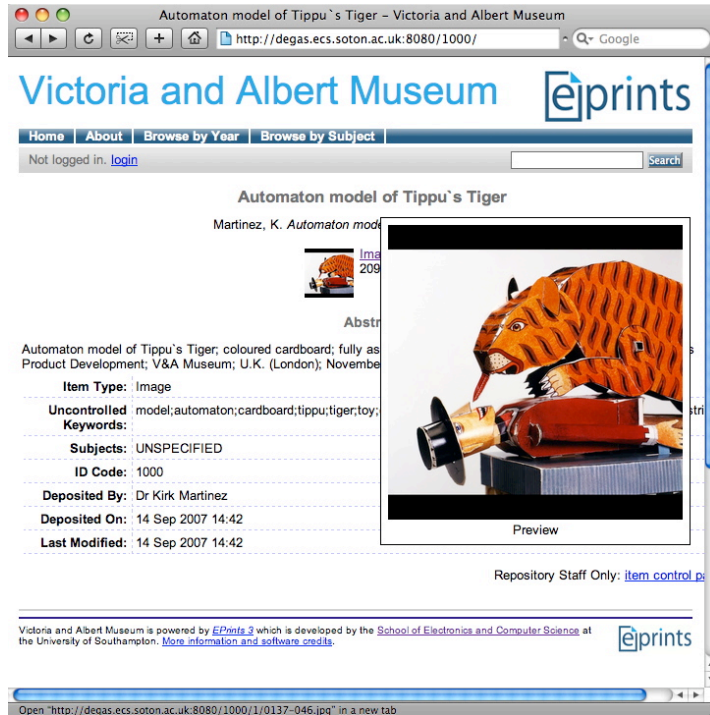 Automaton model of Tippu`s Tiger – Victoria and Albert Museum
http://degas.ecs.soton.ac.uk:8080/1000/
Google
Victoria and Albert Museum
eprints
Home About Browse by Year Browse by Subject
Not logged in. login
Search
Automaton model of Tippu`s Tiger
Martinez, K. Automaton mode
Ima
209
Abstr
Automaton model of Tippu`s Tiger; coloured cardboard; fully as s
Product Development; V&A Museum; U.K. (London); Novembe
Item Type: Image
Uncontrolled Keywords: model;automaton;cardboard;tippu;tiger;toy; stri
Subjects: UNSPECIFIED
ID Code: 1000
Deposited By: Dr Kirk Martinez
Deposited On: 14 Sep 2007 14:42
Last Modified: 14 Sep 2007 14:42
Preview
Repository Staff Only: item control pa
Victoria and Albert Museum is powered by EPrints 3 which is developed by the School of Electronics and Computer Science at
the University of Southampton. More information and software credits.
eprints
Open "http://degas.ecs.soton.ac.uk:8080/1000/1/0137-046.jpg" in a new tab